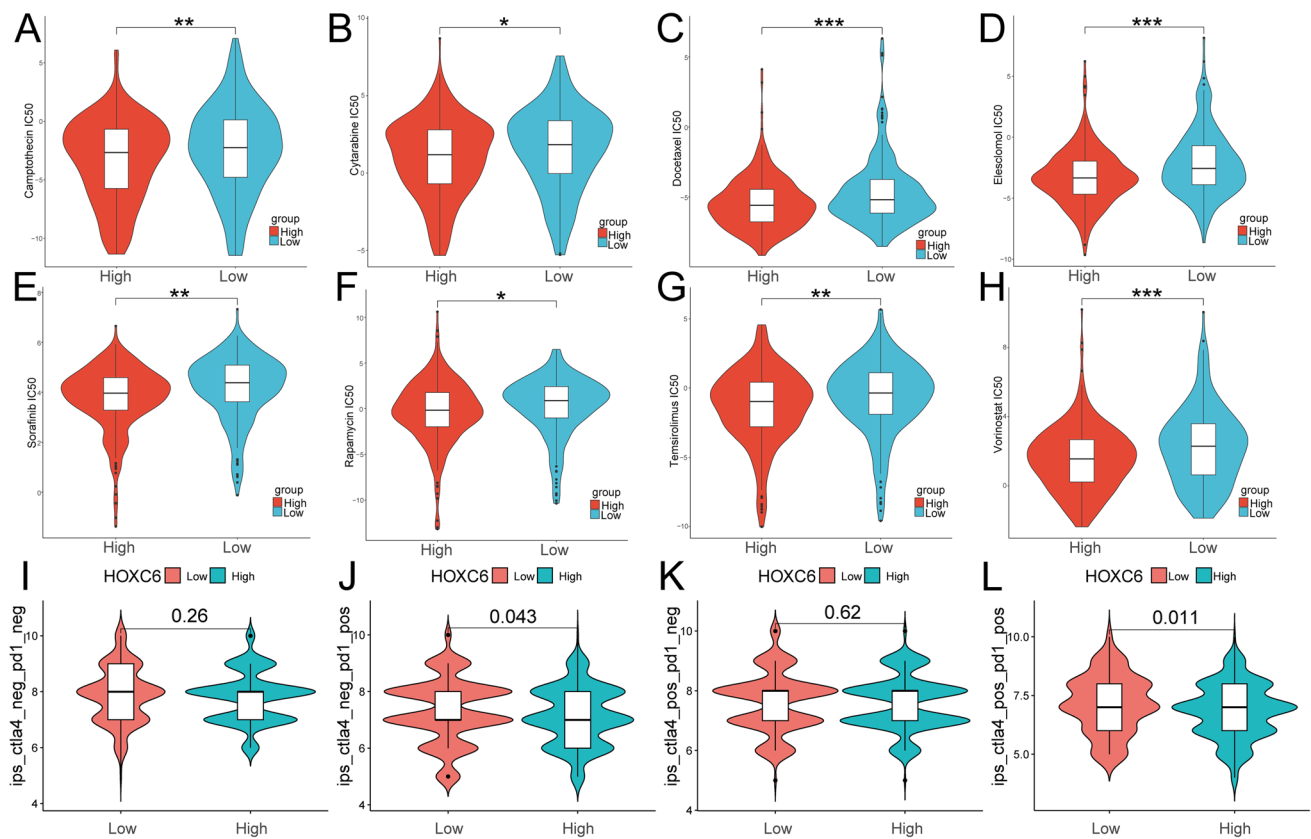 A
**
Camptothecin IC50
5
0
−5
−10
group
High
Low
High
Low
B
*
Cytarabine IC50
10
5
0
−5
group
High
Low
High
Low
C
***
Docetaxel IC50
5
0
−5
group
High
Low
High
Low
D
***
Elesclomol IC50
5
0
−5
−10
group
High
Low
High
Low
E
**
Sorafinib IC50
8
6
4
2
0
group
High
Low
High
Low
F
*
Rapamycin IC50
10
5
0
−5
−10
group
High
Low
High
Low
G
**
Temsirolimus IC50
5
0
−5
−10
group
High
Low
High
Low
H
***
Vorinostat IC50
8
4
0
group
High
Low
High
Low
I
HOXC6 Low High
0.26
ips_ctla4_neg_pd1_neg
10
8
6
4
Low
High
J
HOXC6 Low High
0.043
ips_ctla4_neg_pd1_pos
10
8
6
4
Low
High
K
HOXC6 Low High
0.62
ips_ctla4_pos_pd1_neg
10
8
6
4
Low
High
L
HOXC6 Low High
0.011
ips_ctla4_pos_pd1_pos
10.0
7.5
5.0
Low
High